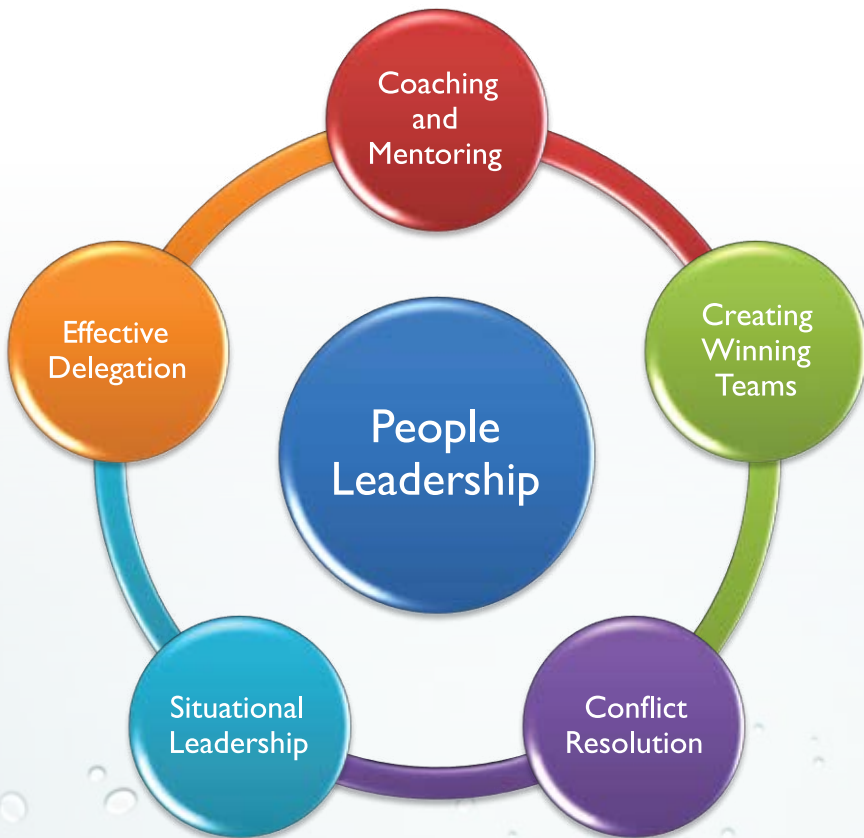 Coaching
and
Mentoring
Creating
Winning
Teams
Conflict
Resolution
Situational
Leadership
Effective
Delegation
People
Leadership